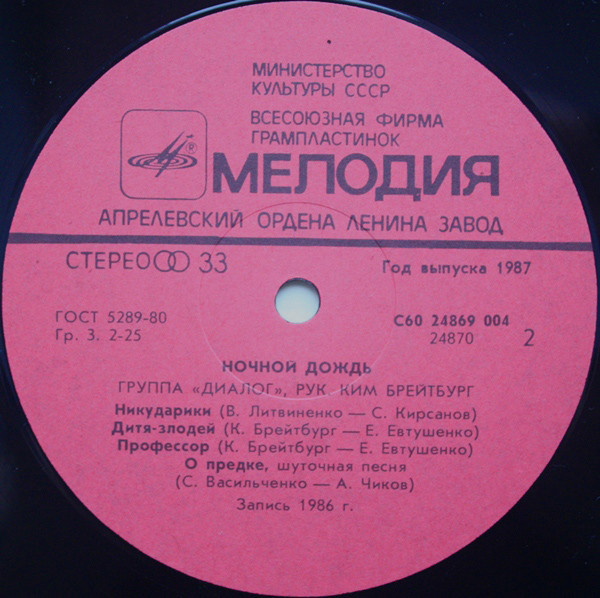 МИНИСТЕРСТВО
КУЛЬТУРЫ СССР
ВСЕСОЮЗНАЯ ФИРМА
ГРАМПЛАСТИНОК
®
МЕЛОДИЯ
АПРЕЛЕВСКИЙ ОРДЕНА ЛЕНИНА ЗАВОД
СТЕРЕО 33
Год выпуска 1987
ГОСТ 5289-80
Гр. 3. 2-25
С60 24869 004
24870
2
НОЧНОЙ ДОЖДЬ
ГРУППА «ДИАЛОГ», РУК. КИМ БРЕЙТБУРГ
Никударики (В. Литвиненко — С. Кирсанов)
Дитя-злодей (К. Брейтбург — Е. Евтушенко)
Профессор (К. Брейтбург — Е. Евтушенко)
О предке, шуточная песня
(С. Васильченко — А. Чиков)
Запись 1986 г.